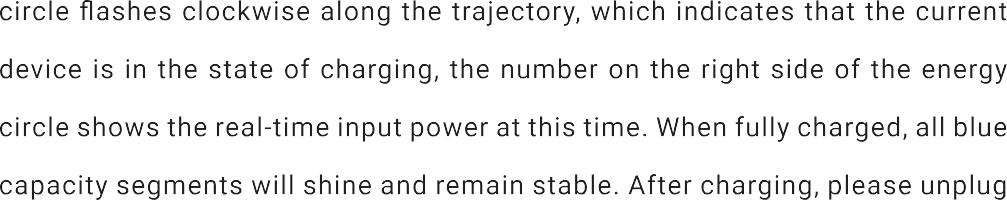 circle flashes clockwise along the trajectory, which indicates that the current
device is in the state of charging, the number on the right side of the energy
circle shows the real-time input power at this time. When fully charged, all blue
capacity segments will shine and remain stable. After charging, please unplug